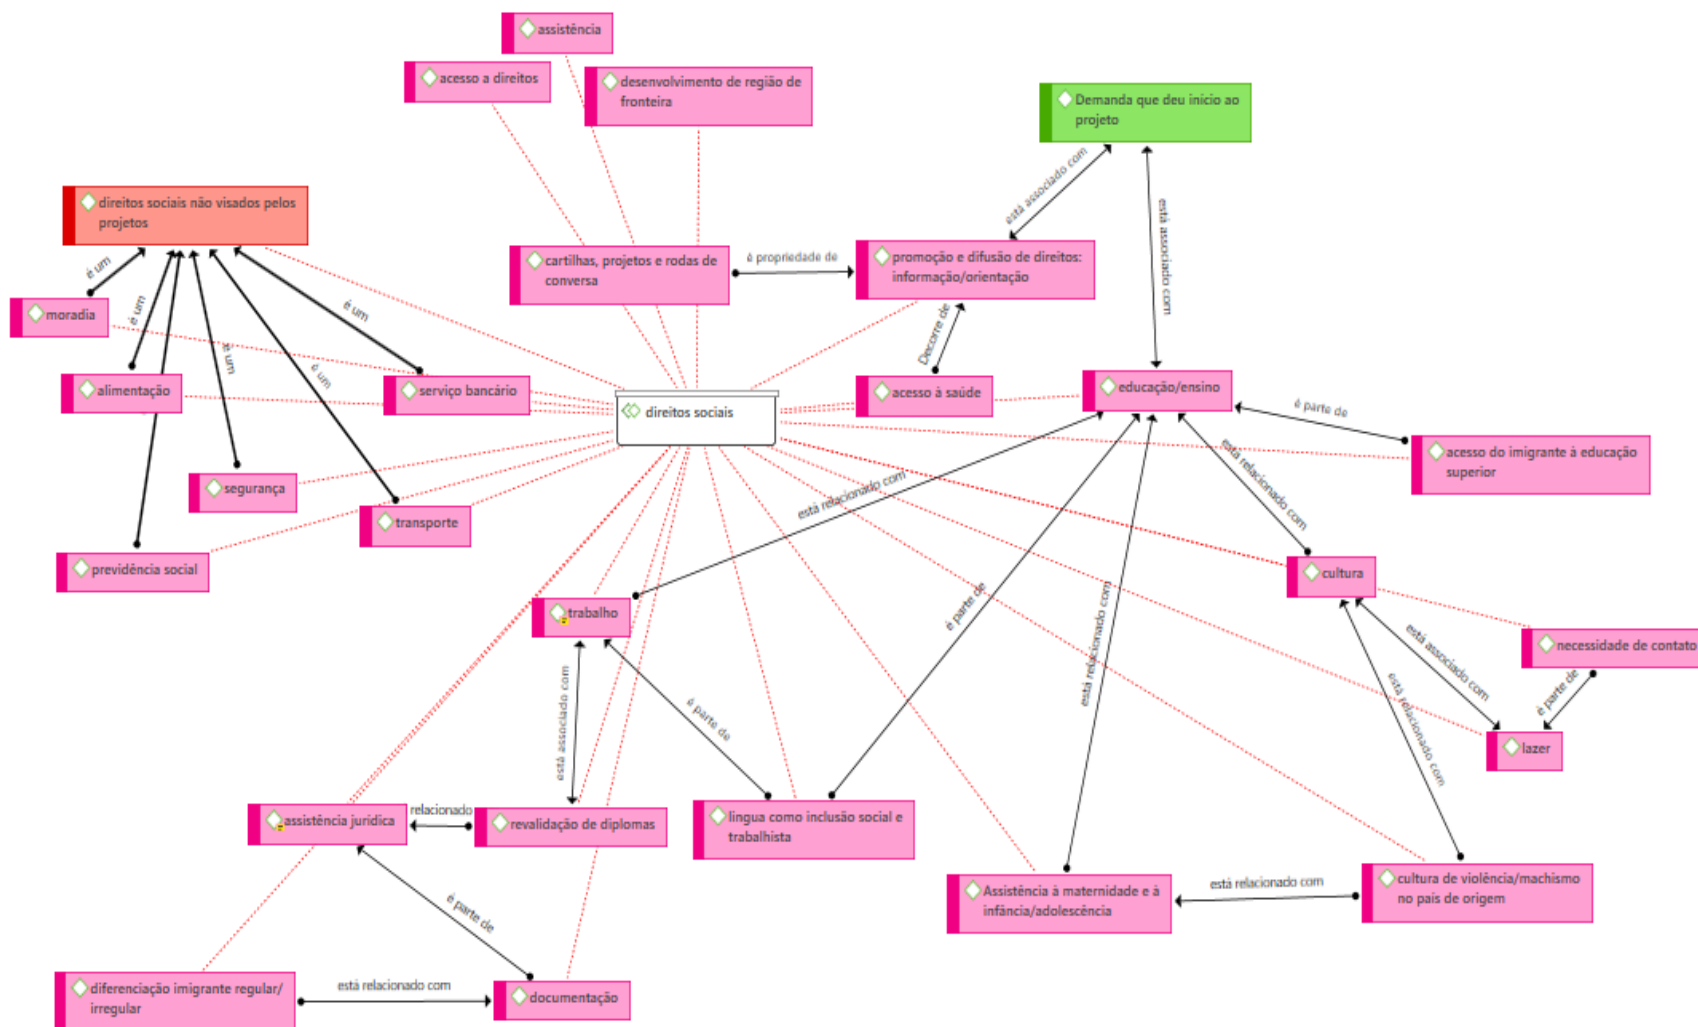 assistência
acesso a direitos
desenvolvimento de região de
fronteira
Demanda que deu início ao
projeto
está associado com
está associado com
direitos sociais não visados pelos
projetos
cartilhas, projetos e rodas de
conversa
é propriedade de
promoção e difusão de direitos:
informação/orientação
é um
moradia
é um
é um
é um
é um
Decorre de
alimentação
serviço bancário
direitos sociais
acesso à saúde
educação/ensino
é parte de
acesso do imigrante à educação
superior
segurança
transporte
está relacionado com
está relacionado com
previdência social
cultura
trabalho
é parte de
está relacionado com
está associado com
necessidade de contato
é parte de
está associado com
é parte de
está relacionado com
lazer
assistência jurídica
relacionado
revalidação de diplomas
língua como inclusão social e
trabalhista
Assistência à maternidade e à
infância/adolescência
está relacionado com
cultura de violência/machismo
no país de origem
é parte de
diferenciação imigrante regular/
irregular
está relacionado com
documentação